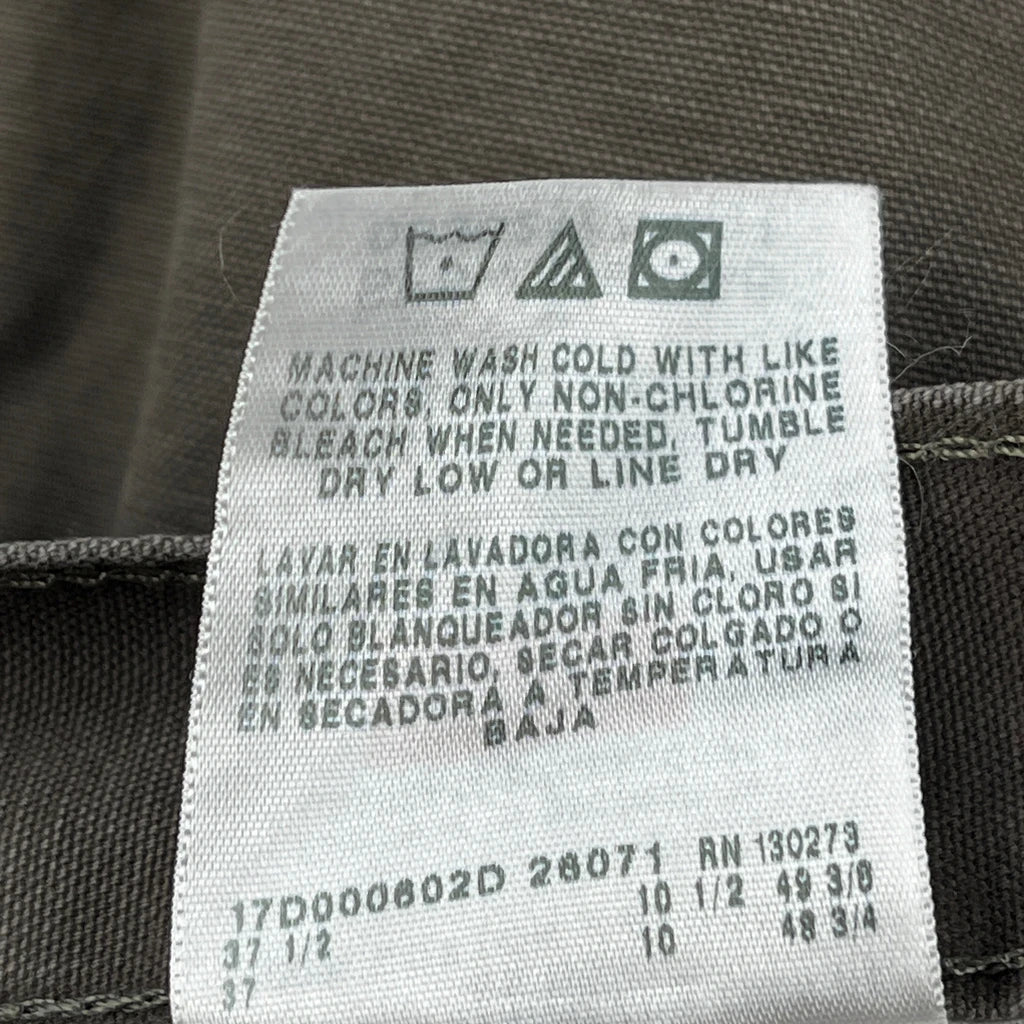 MACHINE WASH COLD WITH LIKE
COLORS, ONLY NON-CHLORINE
BLEACH WHEN NEEDED, TUMBLE
DRY LOW OR LINE DRY
LAVAR EN LAVADORA CON COLORES
SIMILARES EN AGUA FRIA, USAR
SOLO BLANQUEADOR SIN CLORO SI
ES NECESARIO, SECAR COLGADO O
EN SECADORA A TEMPERATURA
BAJA
17D000602D 26071 RN 130273
37 1/2 10 1/2 49 3/8
37 10 48 3/4